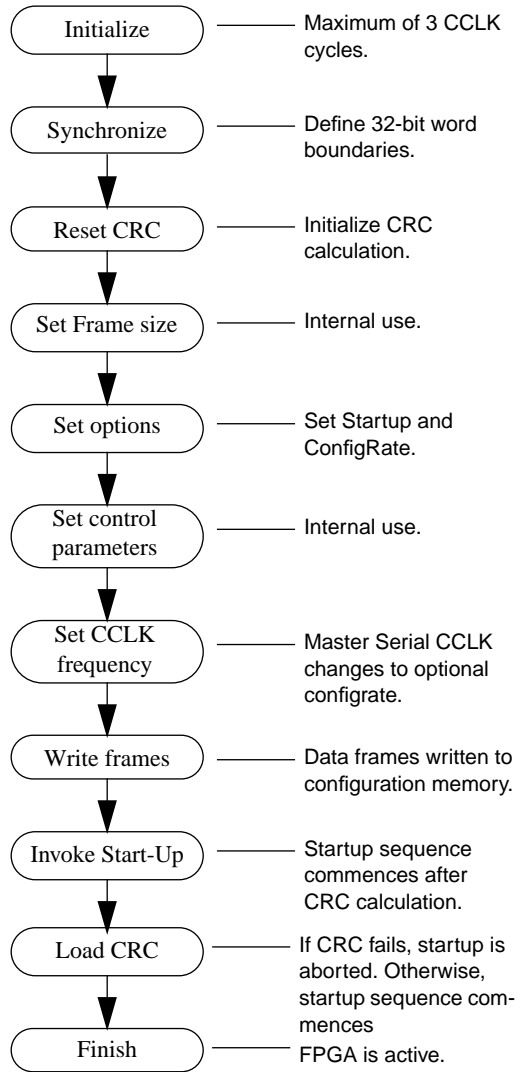 Initialize
Maximum of 3 CCLK
cycles.
Synchronize
Define 32-bit word
boundaries.
Reset CRC
Initialize CRC
calculation.
Set Frame size
Internal use.
Set options
Set Startup and
ConfigRate.
Set control
parameters
Internal use.
Set CCLK
frequency
Master Serial CCLK
changes to optional
configrate.
Write frames
Data frames written to
configuration memory.
Invoke Start-Up
Startup sequence
commences after
CRC calculation.
Load CRC
If CRC fails, startup is
aborted. Otherwise,
startup sequence com-
mences
Finish
FPGA is active.